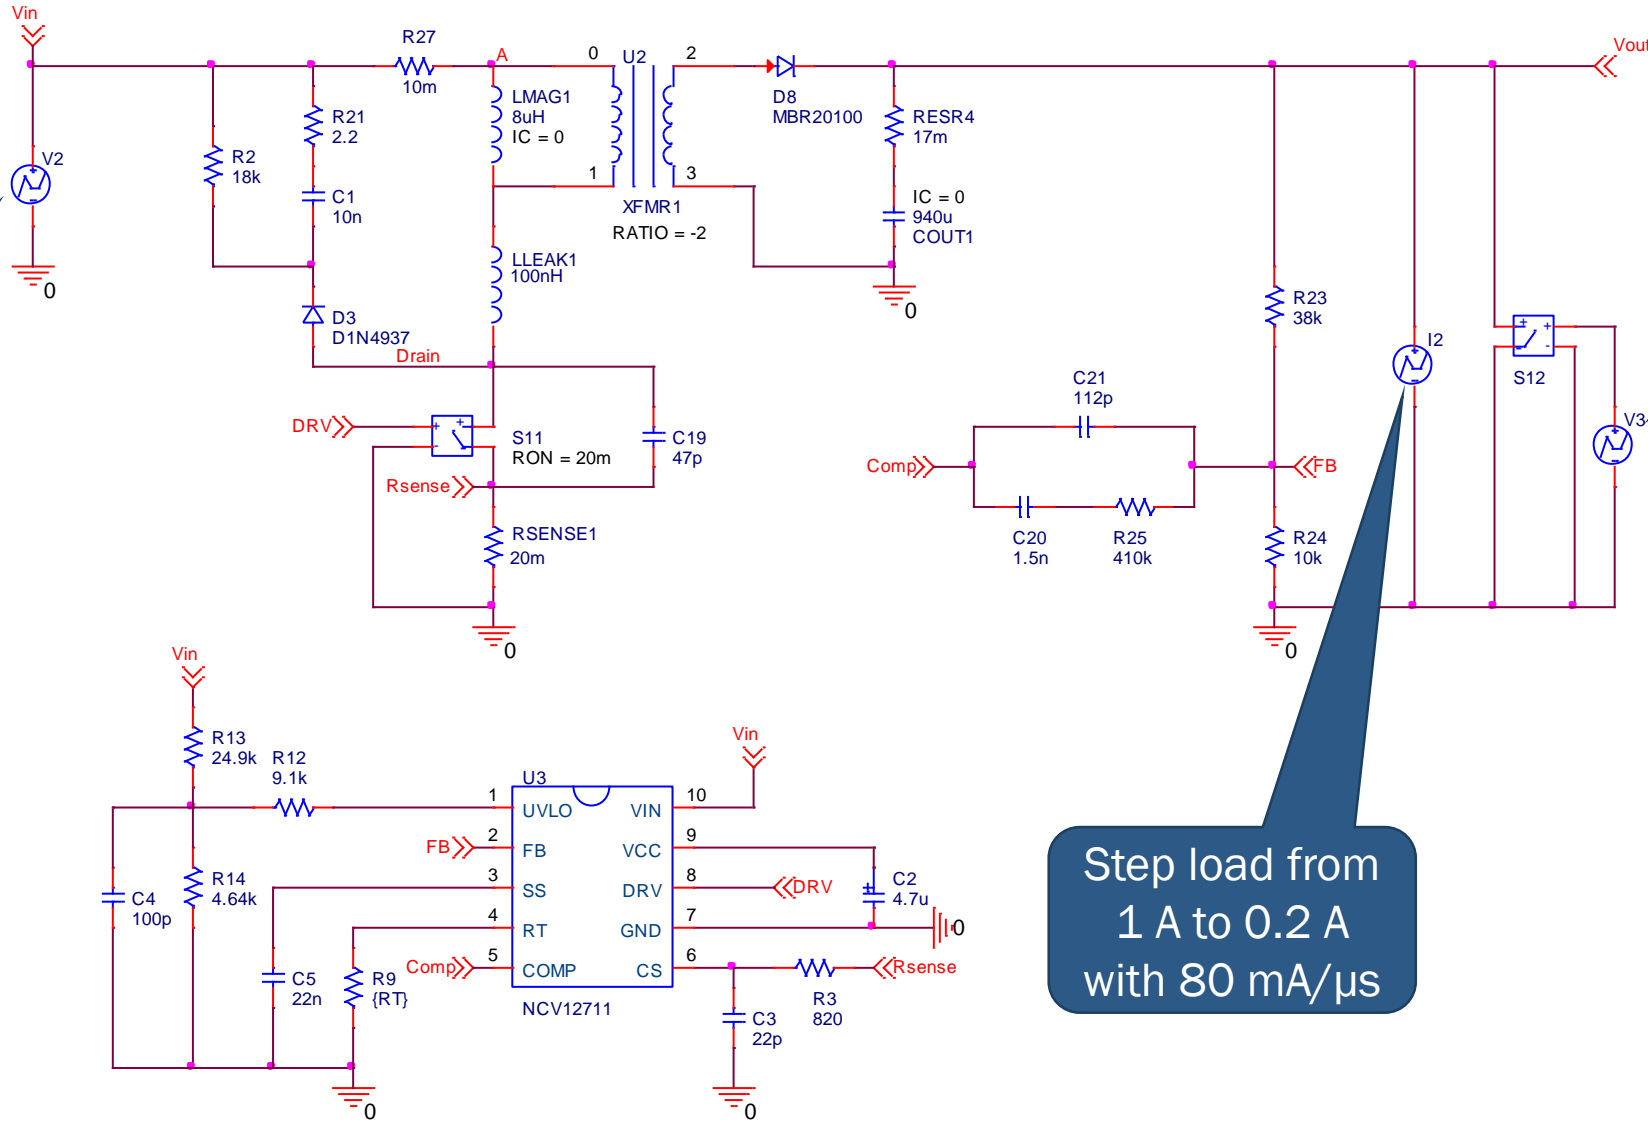 Vin
R27
10m
A
0
U2
2
1
3
XFMR1
RATIO = -2
LMAG1
8uH
IC = 0
D8
MBR20100
RESR4
17m
IC = 0
940u
COUT1
0
Vout
V2
0
R2
18k
R21
2.2
C1
10n
D3
D1N4937
LLEAK1
100nH
Drain
DRV
S11
RON = 20m
C19
47p
Rsense
RSENSE1
20m
0
R23
38k
I2
S12
C21
112p
Comp
FB
C20
1.5n
R25
410k
R24
10k
0
Vin
R13
24.9k
R12
9.1k
R14
4.64k
C4
100p
C5
22n
R9
{RT}
0
FB
Comp
U3
1
UVLO
2
FB
3
SS
4
RT
5
COMP
10
VIN
9
VCC
8
DRV
7
GND
6
CS
NCV12711
Vin
DRV
C2
4.7u
0
Rsense
R3
820
C3
22p
0
Step load from
1 A to 0.2 A
with 80 mA/µs